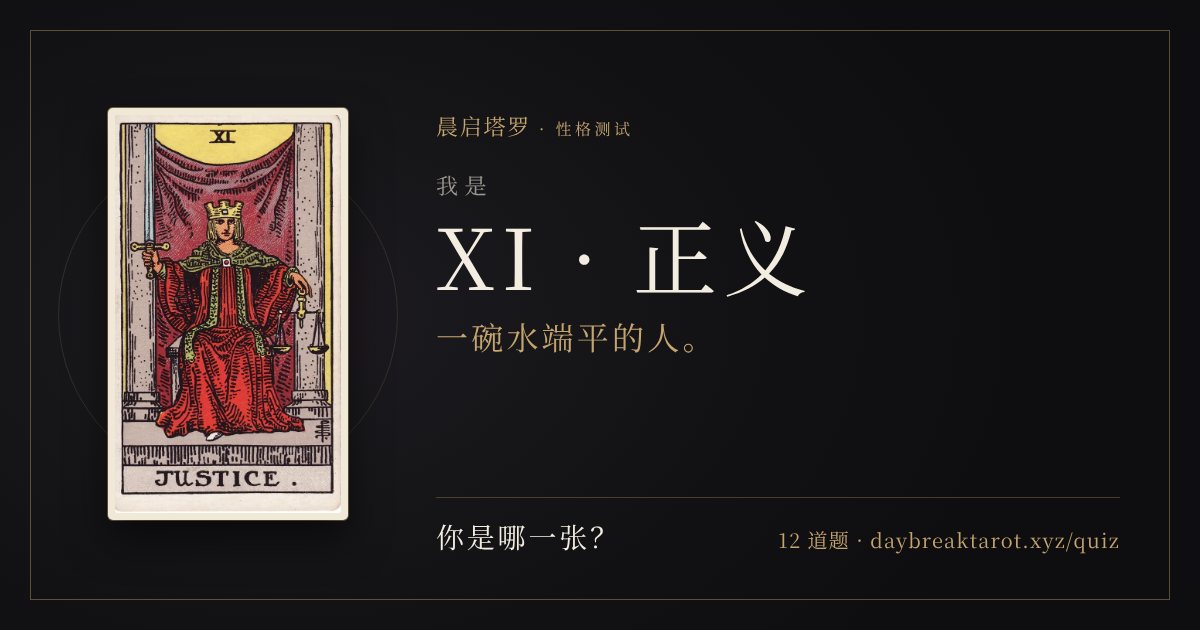 XI
JUSTICE .
晨启塔罗 · 性格测试
我是
XI · 正义
一碗水端平的人。
你是哪一张？
12 道题 · daybreaktarot.xyz/quiz